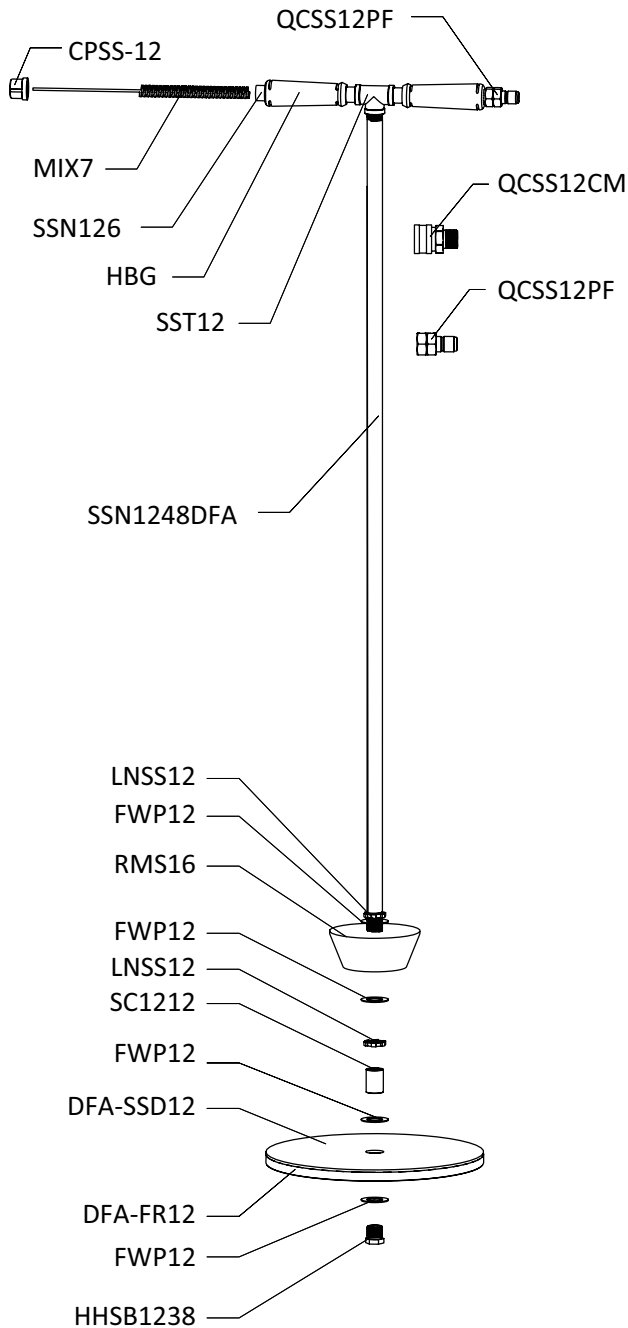 QCSS12PF
CPSS-12
MIX7
QCSS12CM
SSN126
HBG
QCSS12PF
SST12
SSN1248DFA
LNSS12
FWP12
RMS16
FWP12
LNSS12
SC1212
FWP12
DFA-SSD12
DFA-FR12
FWP12
HHSB1238